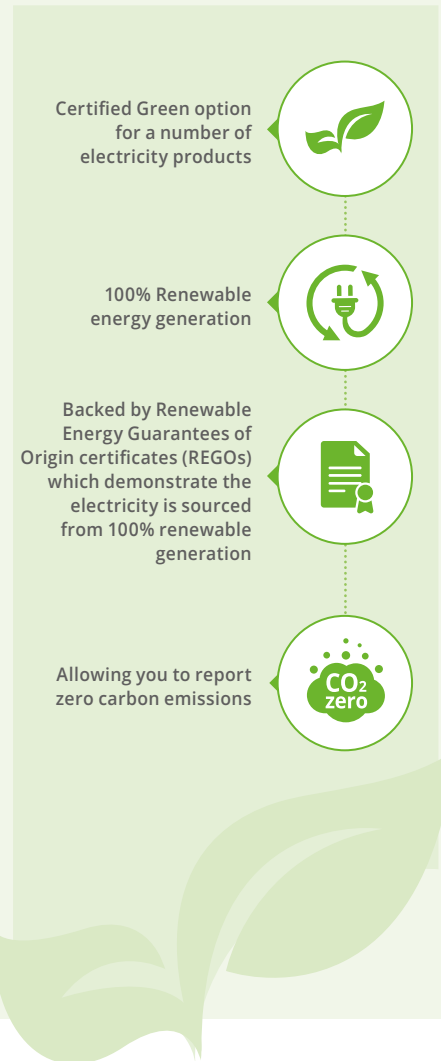 Certified Green option
for a number of
electricity products
100% Renewable
energy generation
Backed by Renewable
Energy Guarantees of
Origin certificates (REGOs)
which demonstrate the
electricity is sourced
from 100% renewable
generation
Allowing you to report
zero carbon emissions
CO₂
zero